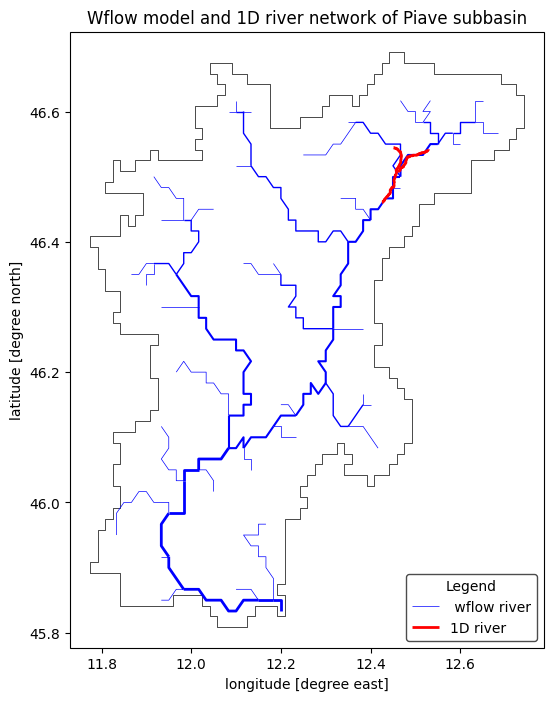 Wflow model and 1D river network of Piave subbasin
latitude [degree north]
46.6
46.4
46.2
46.0
45.8
11.8 12.0 12.2 12.4 12.6
longitude [degree east]
Legend
wflow river
1D river